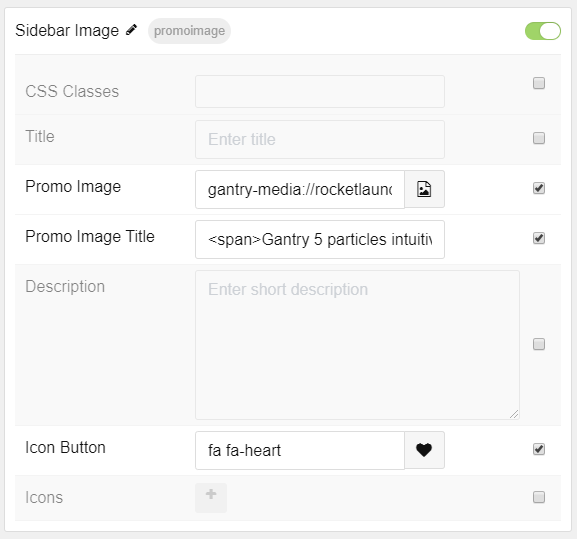 Sidebar Image promoimage
CSS Classes
Title Enter title
Promo Image gantry-media://rocketlaunc
Promo Image Title <span>Gantry 5 particles intuitiv
Description Enter short description
Icon Button fa fa-heart
Icons